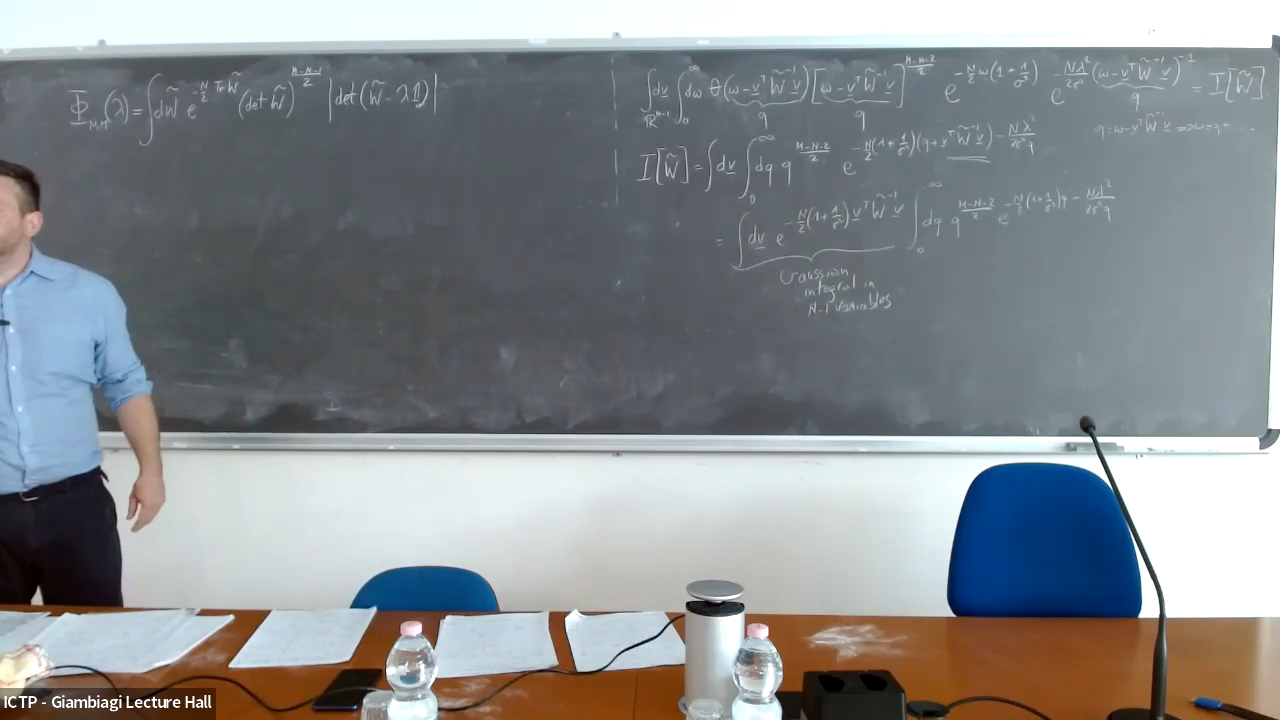 Φ_{N,M}(λ) = ∫dW̃ e^{-N/2 Tr W̃} (det W̃)^{(M-N-1)/2} |det(W̃ - λ𝟙)|
∫_{ℝ^{N-1}} dv ∫_0^∞ dω θ(ω - v^T W̃^{-1} v) [ω - v^T W̃^{-1} v]^{(M-N-2)/2} e^{-N/2 ω(1 + 1/σ²)} e^{-Nλ²/2σ² (ω - v^T W̃^{-1} v)^{-1}} = I[W̃]
q q q
q = ω - v^T W̃^{-1} v ⇒ ω = q + ...
I[W̃] = ∫dv ∫_0^∞ dq q^{(M-N-2)/2} e^{-N/2 (1 + 1/σ²)(q + v^T W̃^{-1} v) - Nλ²/2σ²q}
= ∫dv e^{-N/2 (1 + 1/σ²) v^T W̃^{-1} v} ∫_0^∞ dq q^{(M-N-2)/2} e^{-N/2 (1 + 1/σ²) q - Nλ²/2σ²q}
Gaussian
integral in
N-1 variables
ICTP - Giambiagi Lecture Hall